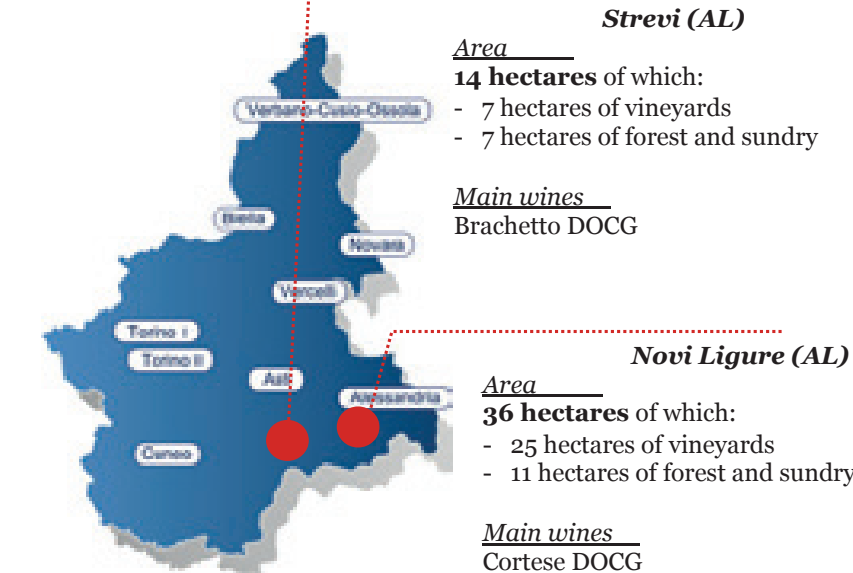 Strevi (AL)
Area
14 hectares of which:
- 7 hectares of vineyards
- 7 hectares of forest and sundry
Main wines
Brachetto DOCG
Verbano-Cusio-Ossola
Biella
Novara
Vercelli
Torino I
Torino II
Asti
Alessandria
Cuneo
Novi Ligure (AL)
Area
36 hectares of which:
- 25 hectares of vineyards
- 11 hectares of forest and sundry
Main wines
Cortese DOCG